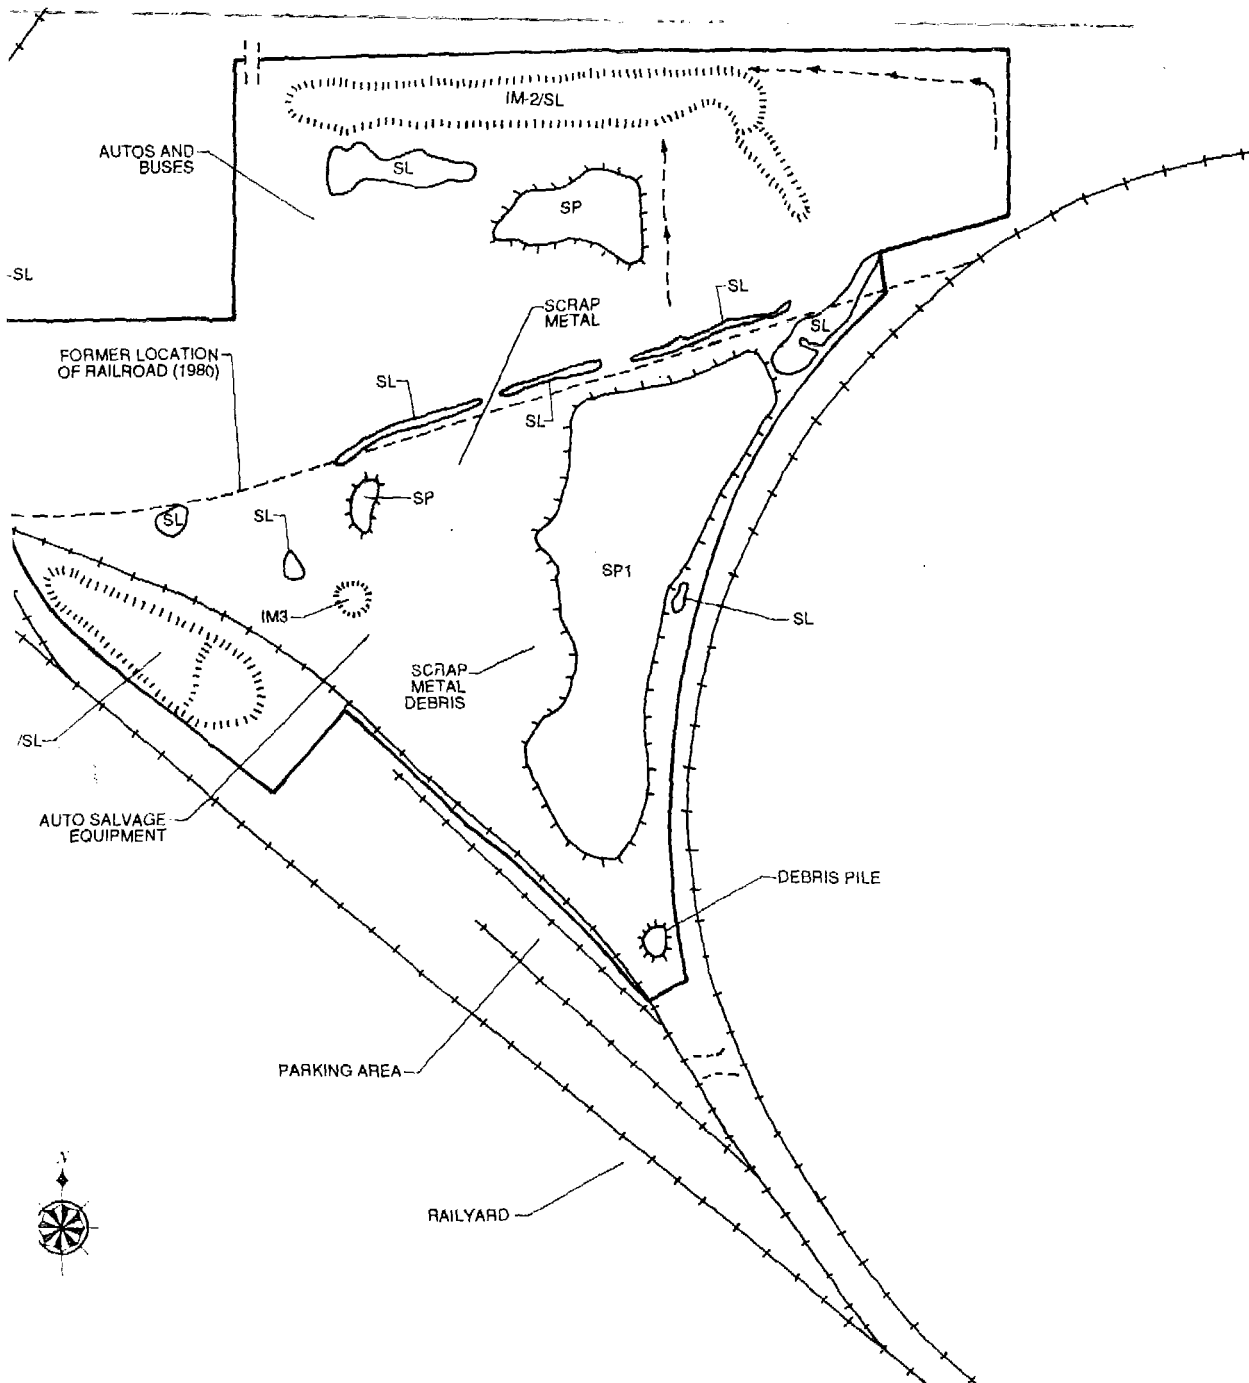 IM-2/SL
AUTOS AND
BUSES
SL
SP
-SL
SL
SCRAP
METAL
SL
FORMER LOCATION
OF RAILROAD (1980)
SL
SL
SP
SL
SL
SP1
IM3
SL
SCRAP
METAL
DEBRIS
/SL
AUTO SALVAGE
EQUIPMENT
DEBRIS PILE
PARKING AREA
N
RAILYARD